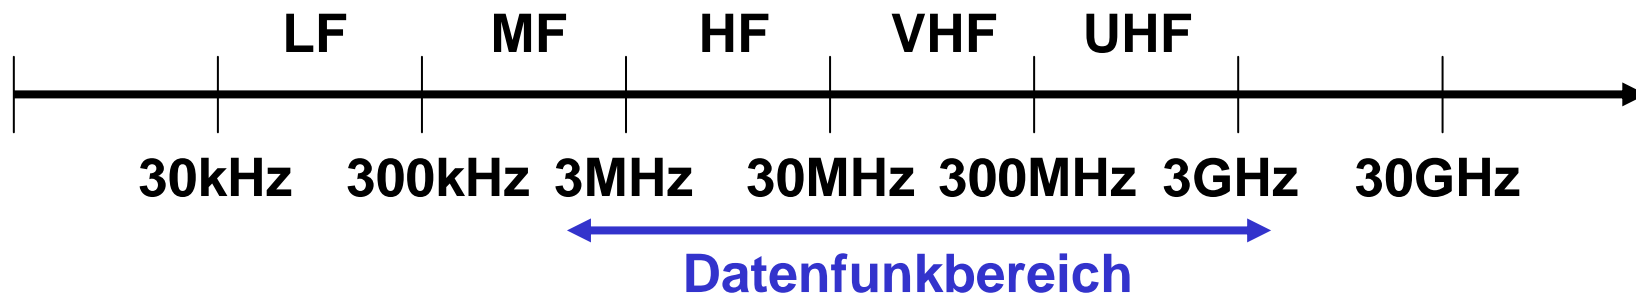 LF MF HF VHF UHF
30kHz 300kHz 3MHz 30MHz 300MHz 3GHz 30GHz
Datenfunkbereich